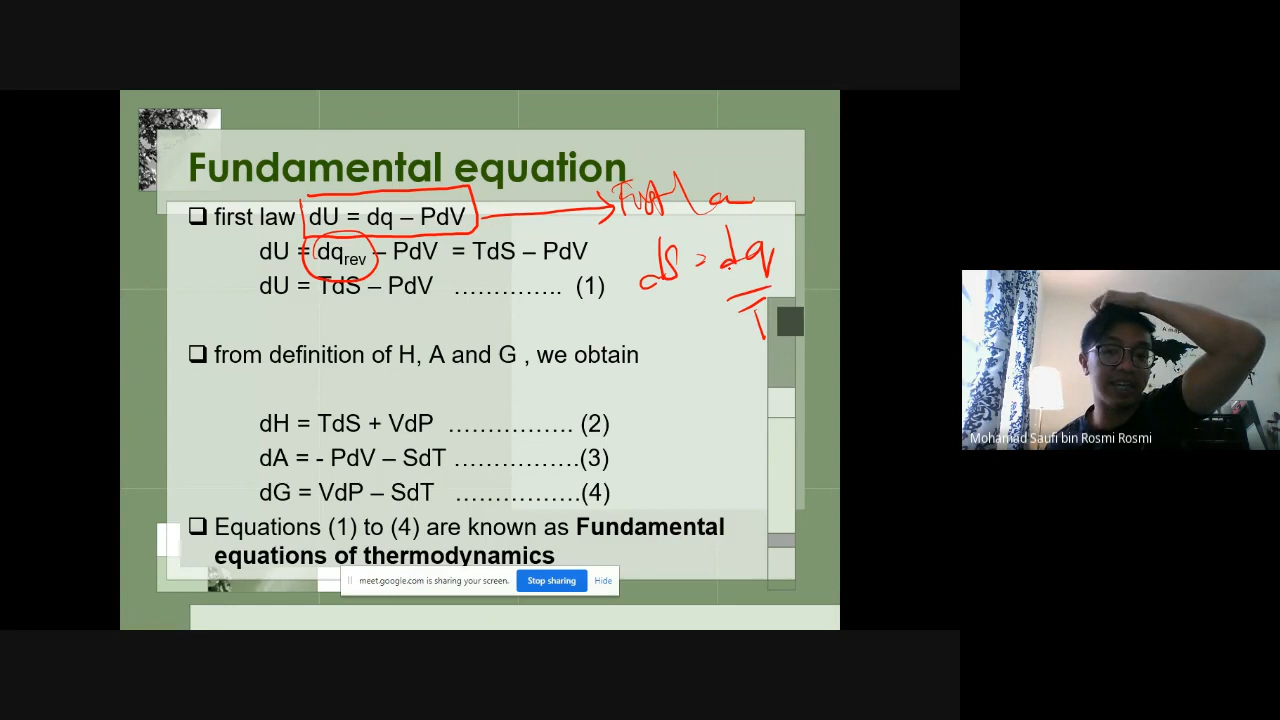 Fundamental equation
❑ first law dU = dq – PdV
First law
dU = dqrev – PdV = TdS – PdV
dS = dq/T
dU = TdS – PdV ………….. (1)
❑ from definition of H, A and G , we obtain
dH = TdS + VdP ……………. (2)
dA = - PdV – SdT …………….(3)
dG = VdP – SdT …………….(4)
❑ Equations (1) to (4) are known as Fundamental
equations of thermodynamics
meet.google.com is sharing your screen. Stop sharing Hide
Mohamad Saufi bin Rosmi Rosmi